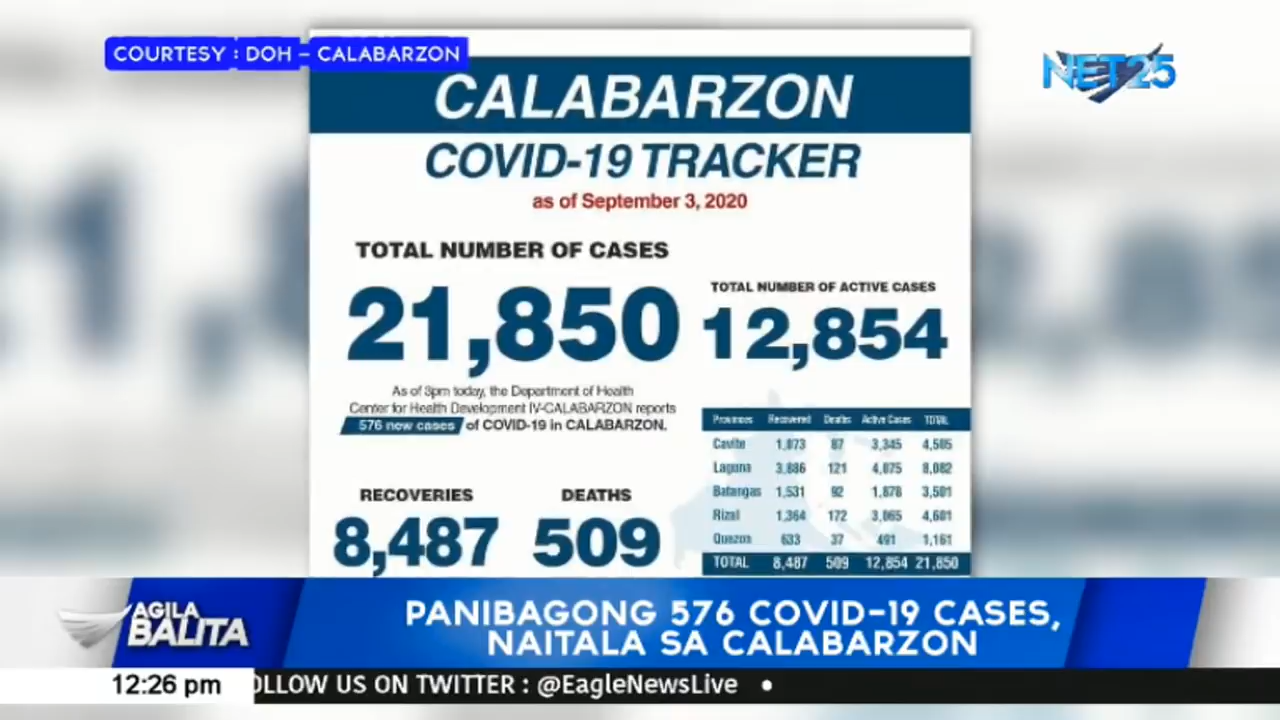 COURTESY : DOH – CALABARZON
NET25
CALABARZON
COVID-19 TRACKER
as of September 3, 2020
TOTAL NUMBER OF CASES
21,850
TOTAL NUMBER OF ACTIVE CASES
12,854
As of 3pm today, the Department of Health
Center for Health Development IV-CALABARZON reports
576 new cases of COVID-19 in CALABARZON.
RECOVERIES
8,487
DEATHS
509
Provinces Recovered Deaths Active Cases TOTAL
Cavite 1,073 87 3,345 4,505
Laguna 3,886 121 4,075 8,082
Batangas 1,531 92 1,878 3,501
Rizal 1,364 172 3,065 4,601
Quezon 633 37 491 1,161
TOTAL 8,487 509 12,854 21,850
AGILA
BALITA
PANIBAGONG 576 COVID-19 CASES,
NAITALA SA CALABARZON
12:26 pm
OLLOW US ON TWITTER : @EagleNewsLive •